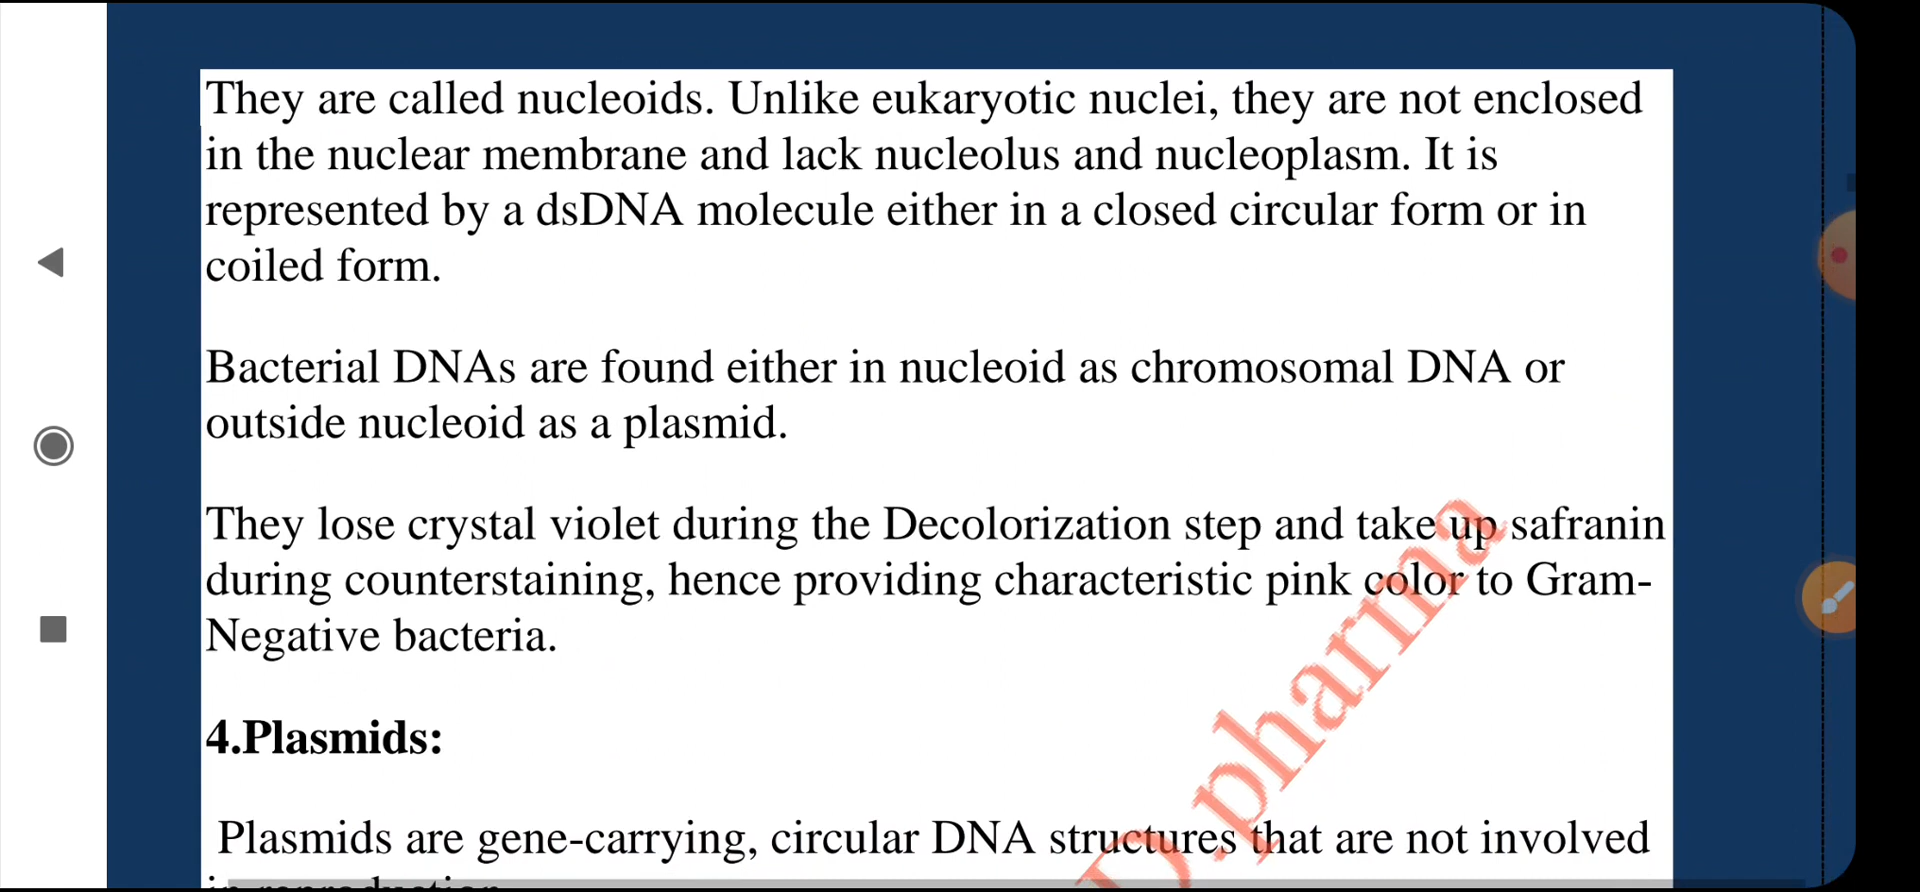 They are called nucleoids. Unlike eukaryotic nuclei, they are not enclosed
in the nuclear membrane and lack nucleolus and nucleoplasm. It is
represented by a dsDNA molecule either in a closed circular form or in
coiled form.
Bacterial DNAs are found either in nucleoid as chromosomal DNA or
outside nucleoid as a plasmid.
They lose crystal violet during the Decolorization step and take up safranin
during counterstaining, hence providing characteristic pink color to Gram-
Negative bacteria.
4.Plasmids:
Plasmids are gene-carrying, circular DNA structures that are not involved
in reproduction
D.pharma